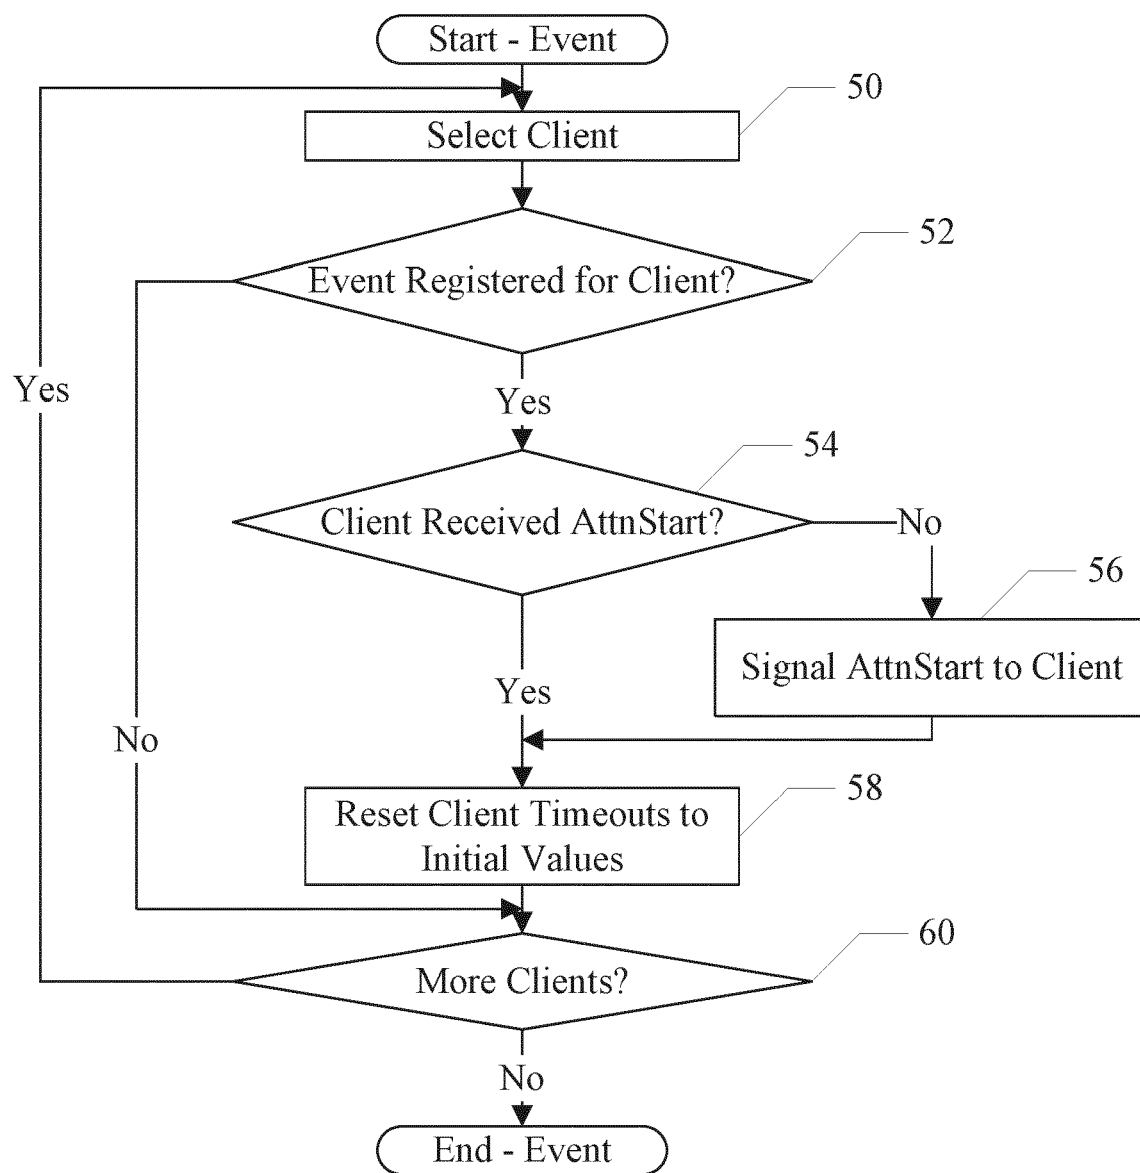 Start - Event
50
Select Client
52
Event Registered for Client?
Yes
Yes
54
Client Received AttnStart?
No
56
Signal AttnStart to Client
Yes
No
58
Reset Client Timeouts to
Initial Values
60
More Clients?
No
End - Event